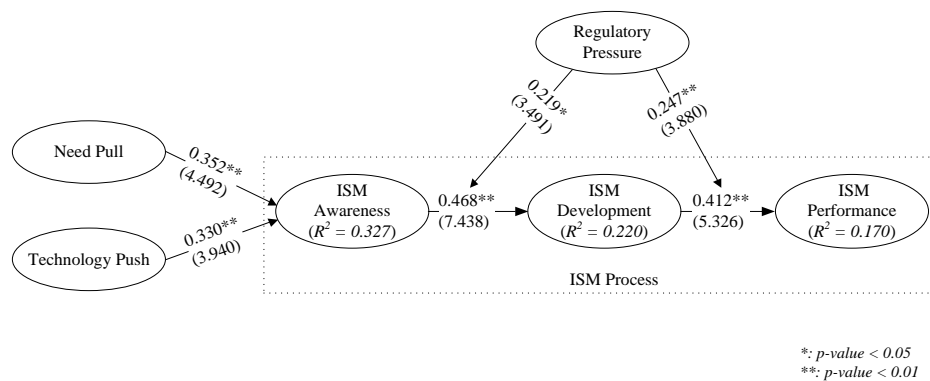 Regulatory
Pressure
0.219*
(3.491)
0.247**
(3.880)
Need Pull
0.352**
(4.492)
ISM
Awareness
(R² = 0.327)
0.468**
(7.438)
ISM
Development
(R² = 0.220)
0.412**
(5.326)
ISM
Performance
(R² = 0.170)
Technology Push
0.330**
(3.940)
ISM Process
*: p-value < 0.05
**: p-value < 0.01